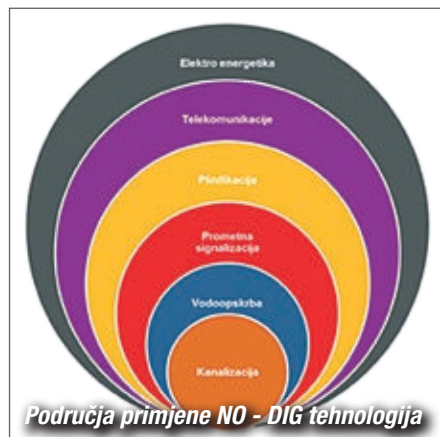 Elektro energetika
Telekomunikacije
Plinifikacija
Prometna
signalizacija
Vodoopskrba
Kanalizacija
Područja primjene NO - DIG tehnologija